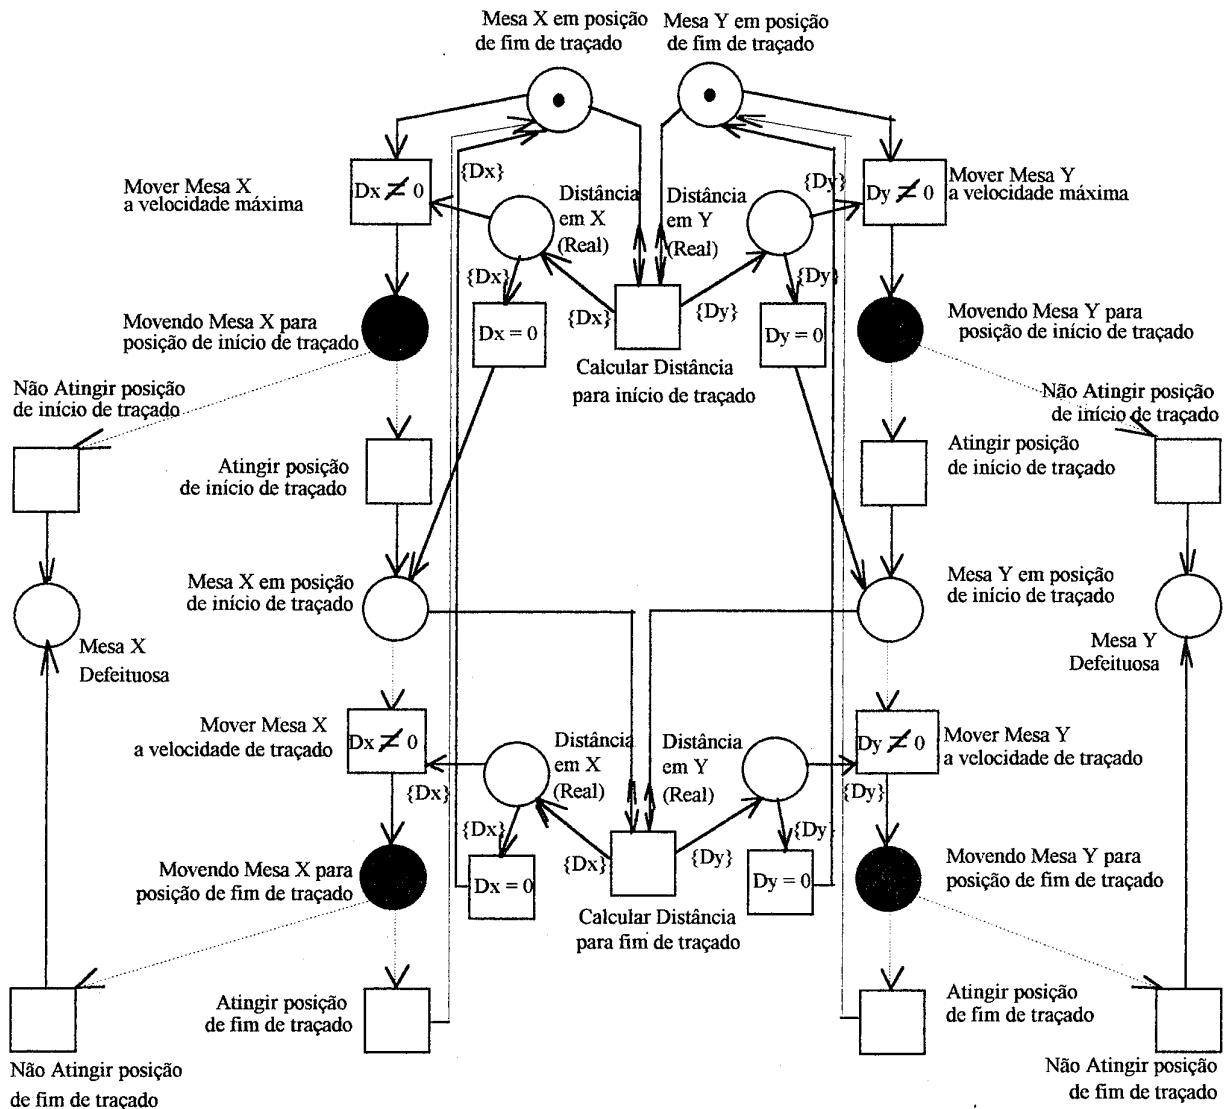 Mesa X em posição
de fim de traçado
Mesa Y em posição
de fim de traçado
Mover Mesa X
a velocidade máxima
Dx ≠ 0
{Dx}
Distância
em X
(Real)
Distância
em Y
(Real)
{Dy}
Dy ≠ 0
Mover Mesa Y
a velocidade máxima
{Dx}
{Dx}
{Dy}
{Dy}
Dx = 0
Dy = 0
Movendo Mesa X para
posição de início de traçado
Calcular Distância
para início de traçado
Movendo Mesa Y para
posição de início de traçado
Não Atingir posição
de início de traçado
Não Atingir posição
de início de traçado
Atingir posição
de início de traçado
Atingir posição
de início de traçado
Mesa X em posição
de início de traçado
Mesa Y em posição
de início de traçado
Mesa X
Defeituosa
Mesa Y
Defeituosa
Mover Mesa X
a velocidade de traçado
Dx ≠ 0
{Dx}
Distância
em X
(Real)
Distância
em Y
(Real)
Dy ≠ 0
{Dy}
Mover Mesa Y
a velocidade de traçado
{Dx}
{Dx}
{Dy}
{Dy}
Dx = 0
Dy = 0
Movendo Mesa X para
posição de fim de traçado
Calcular Distância
para fim de traçado
Movendo Mesa Y para
posição de fim de traçado
Atingir posição
de fim de traçado
Atingir posição
de fim de traçado
Não Atingir posição
de fim de traçado
Não Atingir posição
de fim de traçado